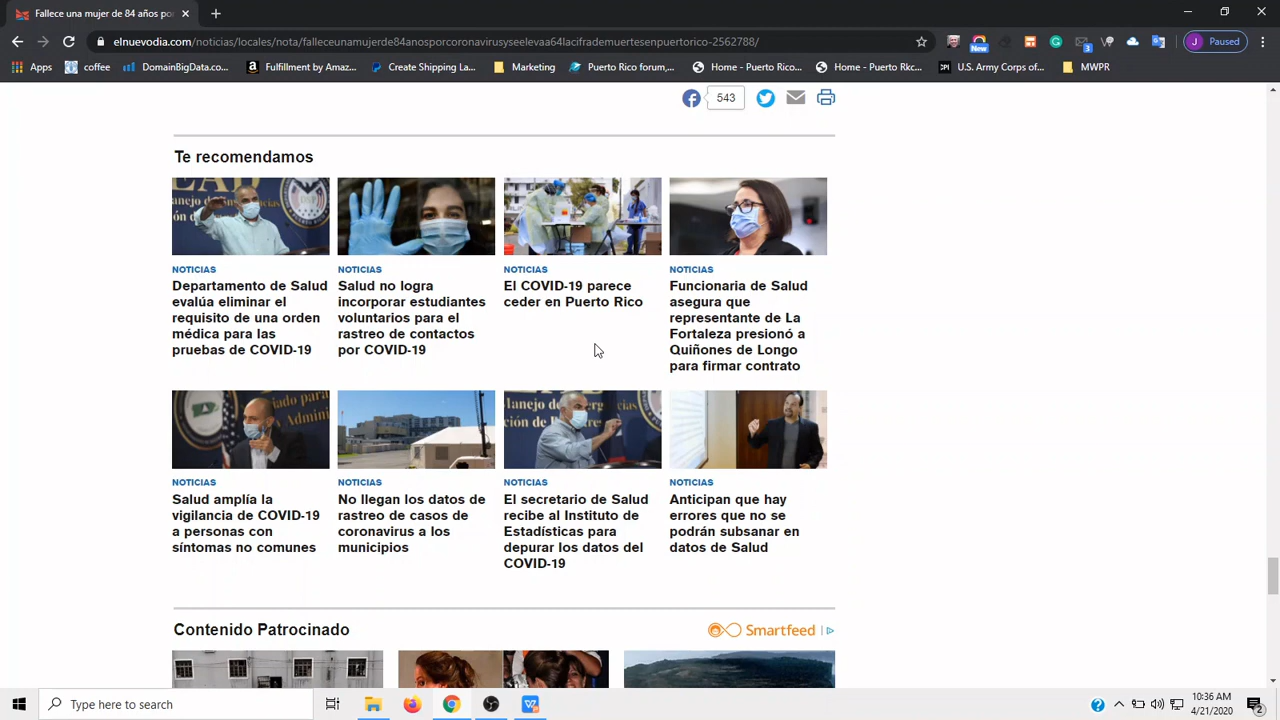 Fallece una mujer de 84 años por
elnuevodia.com/noticias/locales/nota/falleceunamujerde84anosporcoronavirusyseelevaa64lacifrademuertesenpuertorico-2562788/
New
3
J Paused
Apps
coffee
DomainBigData.co...
Fulfillment by Amaz...
Create Shipping La...
Marketing
Puerto Rico forum,...
Home - Puerto Rico...
Home - Puerto Rkc...
U.S. Army Corps of...
MWPR
543
Te recomendamos
NOTICIAS
Departamento de Salud
evalúa eliminar el
requisito de una orden
médica para las
pruebas de COVID-19
NOTICIAS
Salud no logra
incorporar estudiantes
voluntarios para el
rastreo de contactos
por COVID-19
NOTICIAS
El COVID-19 parece
ceder en Puerto Rico
NOTICIAS
Funcionaria de Salud
asegura que
representante de La
Fortaleza presionó a
Quiñones de Longo
para firmar contrato
NOTICIAS
Salud amplía la
vigilancia de COVID-19
a personas con
síntomas no comunes
NOTICIAS
No llegan los datos de
rastreo de casos de
coronavirus a los
municipios
NOTICIAS
El secretario de Salud
recibe al Instituto de
Estadísticas para
depurar los datos del
COVID-19
NOTICIAS
Anticipan que hay
errores que no se
podrán subsanar en
datos de Salud
Contenido Patrocinado
Smartfeed
Type here to search
10:36 AM
4/21/2020
2